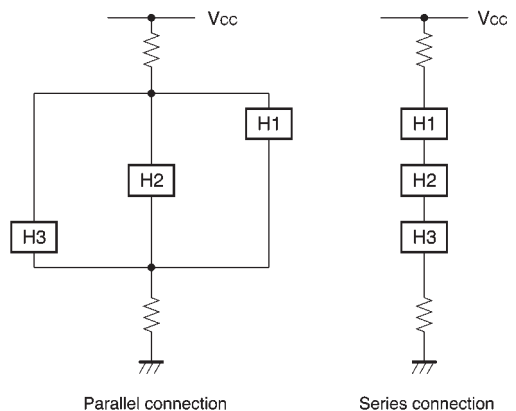 Vcc
Vcc
H1
H2
H3
H1
H2
H3
Parallel connection
Series connection